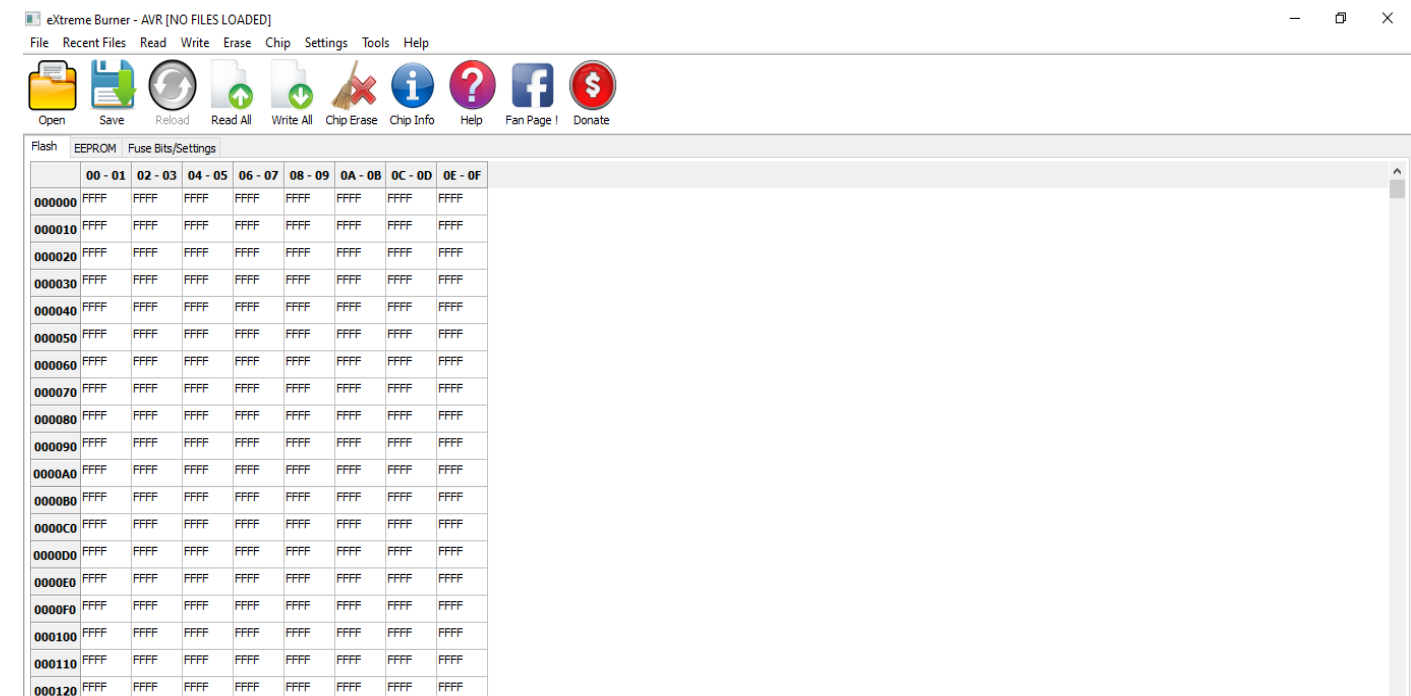 eXtreme Burner - AVR [NO FILES LOADED]
File Recent Files Read Write Erase Chip Settings Tools Help
Open Save Reload Read All Write All Chip Erase Chip Info Help Fan Page ! Donate
Flash EEPROM Fuse Bits/Settings
00 - 01 02 - 03 04 - 05 06 - 07 08 - 09 0A - 0B 0C - 0D 0E - 0F
000000 FFFF FFFF FFFF FFFF FFFF FFFF FFFF FFFF
000010 FFFF FFFF FFFF FFFF FFFF FFFF FFFF FFFF
000020 FFFF FFFF FFFF FFFF FFFF FFFF FFFF FFFF
000030 FFFF FFFF FFFF FFFF FFFF FFFF FFFF FFFF
000040 FFFF FFFF FFFF FFFF FFFF FFFF FFFF FFFF
000050 FFFF FFFF FFFF FFFF FFFF FFFF FFFF FFFF
000060 FFFF FFFF FFFF FFFF FFFF FFFF FFFF FFFF
000070 FFFF FFFF FFFF FFFF FFFF FFFF FFFF FFFF
000080 FFFF FFFF FFFF FFFF FFFF FFFF FFFF FFFF
000090 FFFF FFFF FFFF FFFF FFFF FFFF FFFF FFFF
0000A0 FFFF FFFF FFFF FFFF FFFF FFFF FFFF FFFF
0000B0 FFFF FFFF FFFF FFFF FFFF FFFF FFFF FFFF
0000C0 FFFF FFFF FFFF FFFF FFFF FFFF FFFF FFFF
0000D0 FFFF FFFF FFFF FFFF FFFF FFFF FFFF FFFF
0000E0 FFFF FFFF FFFF FFFF FFFF FFFF FFFF FFFF
0000F0 FFFF FFFF FFFF FFFF FFFF FFFF FFFF FFFF
000100 FFFF FFFF FFFF FFFF FFFF FFFF FFFF FFFF
000110 FFFF FFFF FFFF FFFF FFFF FFFF FFFF FFFF
000120 FFFF FFFF FFFF FFFF FFFF FFFF FFFF FFFF